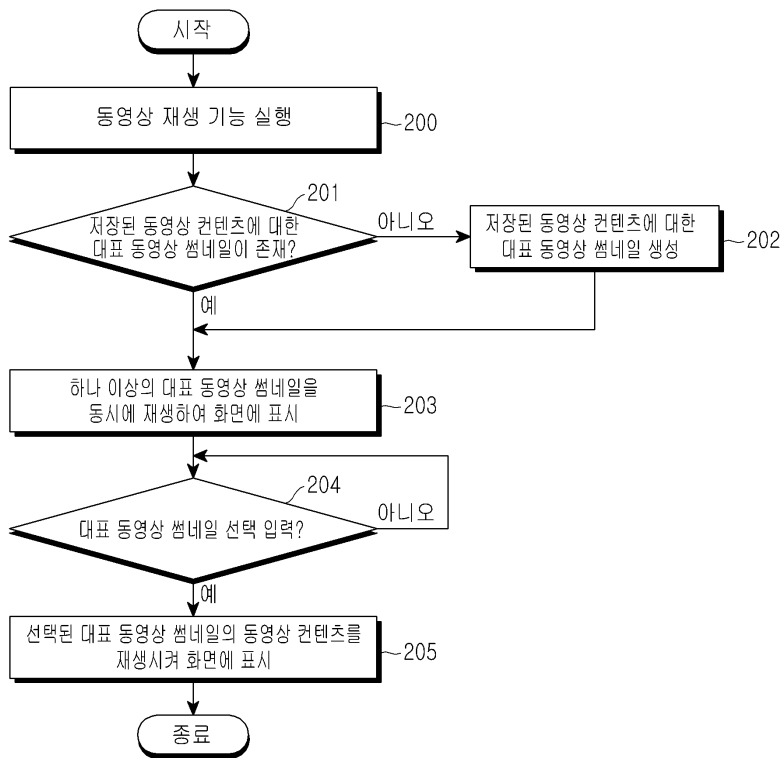 시작
동영상 재생 기능 실행
200
201
저장된 동영상 컨텐츠에 대한
대표 동영상 썸네일이 존재?
아니오
저장된 동영상 컨텐츠에 대한
대표 동영상 썸네일 생성
202
예
하나 이상의 대표 동영상 썸네일을
동시에 재생하여 화면에 표시
203
204
대표 동영상 썸네일 선택 입력?
아니오
예
선택된 대표 동영상 썸네일의 동영상 컨텐츠를
재생시켜 화면에 표시
205
종료